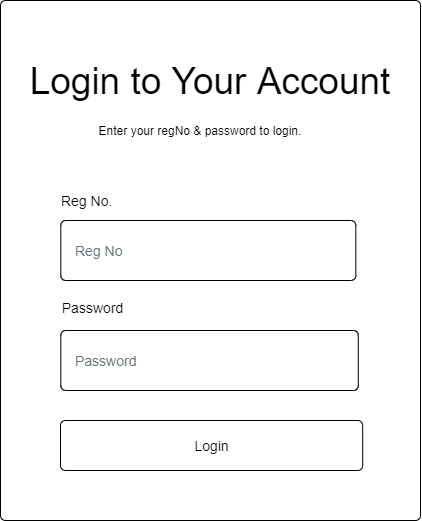 Login to Your Account
Enter your regNo & password to login.
Reg No.
Reg No
Password
Password
Login